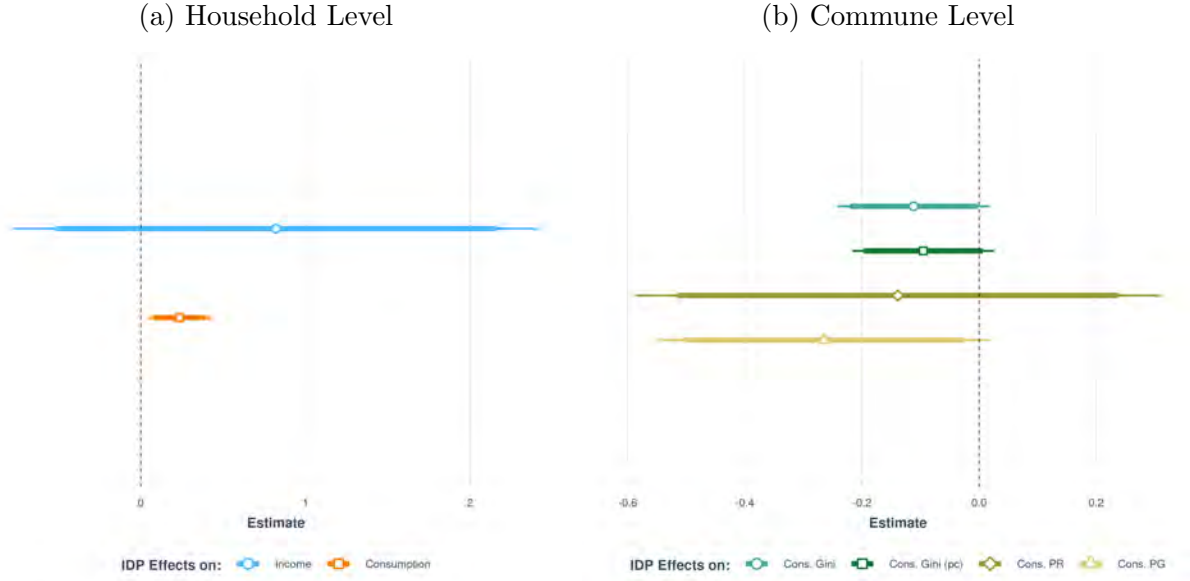 (a) Household Level
(b) Commune Level
0 1 2
Estimate
-0.6 -0.4 -0.2 0.0 0.2
Estimate
IDP Effects on: Income Consumption
IDP Effects on: Cons. Gini Cons. Gini (pc) Cons. PR Cons. PG